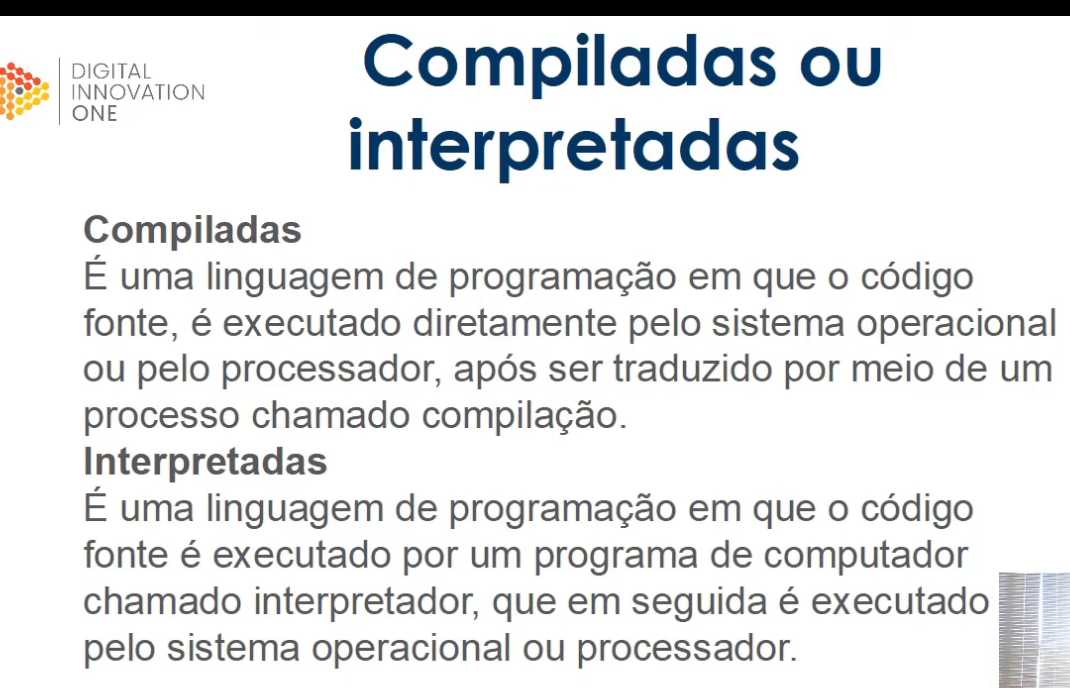 DIGITAL
INNOVATION
ONE
Compiladas ou
interpretadas
Compiladas
É uma linguagem de programação em que o código
fonte, é executado diretamente pelo sistema operacional
ou pelo processador, após ser traduzido por meio de um
processo chamado compilação.
Interpretadas
É uma linguagem de programação em que o código
fonte é executado por um programa de computador
chamado interpretador, que em seguida é executado
pelo sistema operacional ou processador.